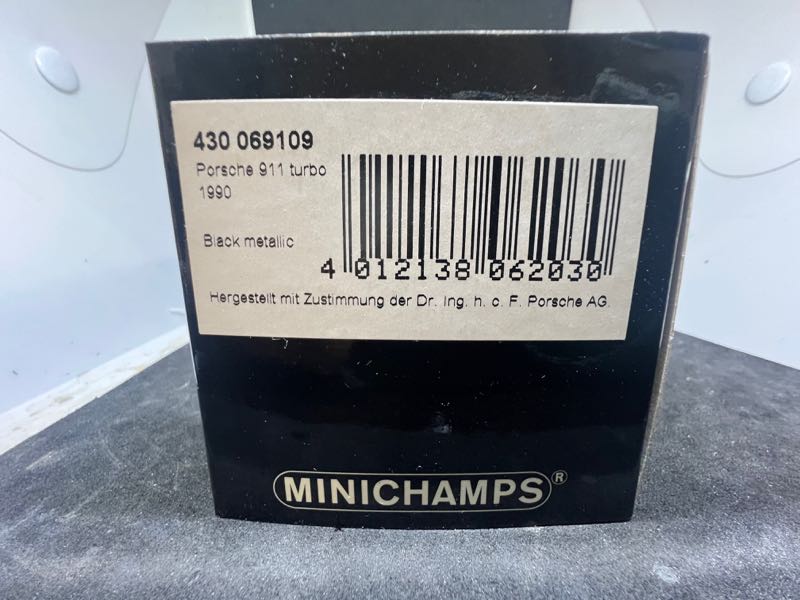 430 069109
Porsche 911 turbo
1990
Black metallic
4 012138 062030
Hergestellt mit Zustimmung der Dr. Ing. h. c. F. Porsche AG.
MINICHAMPS®